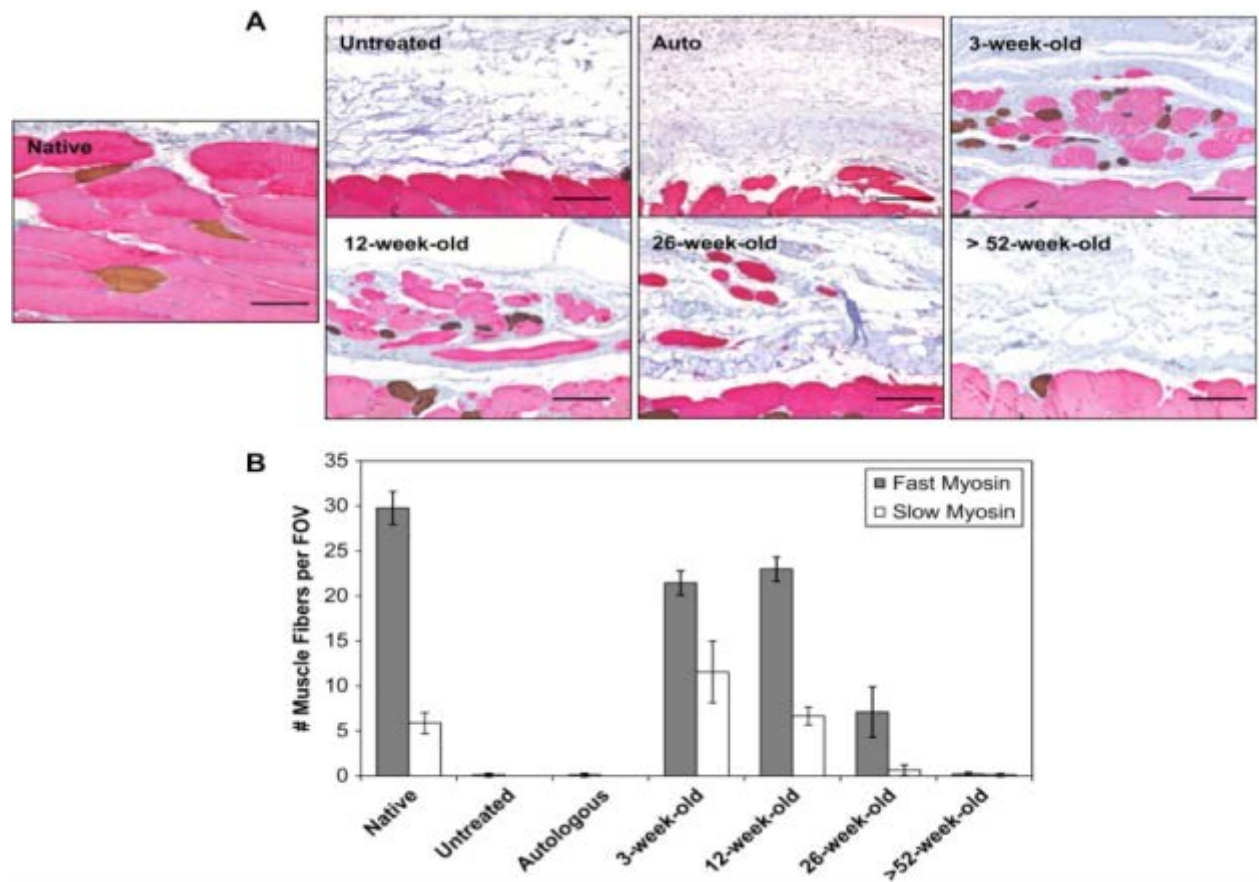 A
Native
Untreated
Auto
3-week-old
12-week-old
26-week-old
> 52-week-old
B
# Muscle Fibers per FOV
35
30
25
20
15
10
5
0
Fast Myosin
Slow Myosin
Native
Untreated
Autologous
3-week-old
12-week-old
26-week-old
>52-week-old